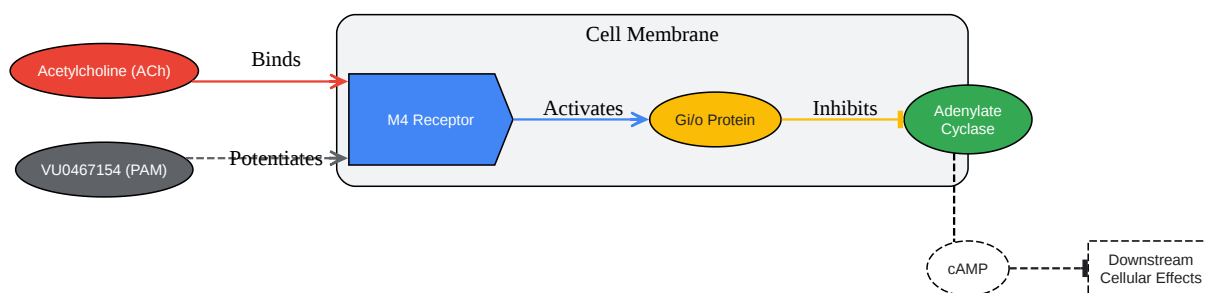 Cell Membrane
Acetylcholine (ACh)
Binds
M4 Receptor
Activates
Gi/o Protein
Inhibits
Adenylate
Cyclase
VU0467154 (PAM)
Potentiates
cAMP
Downstream
Cellular Effects